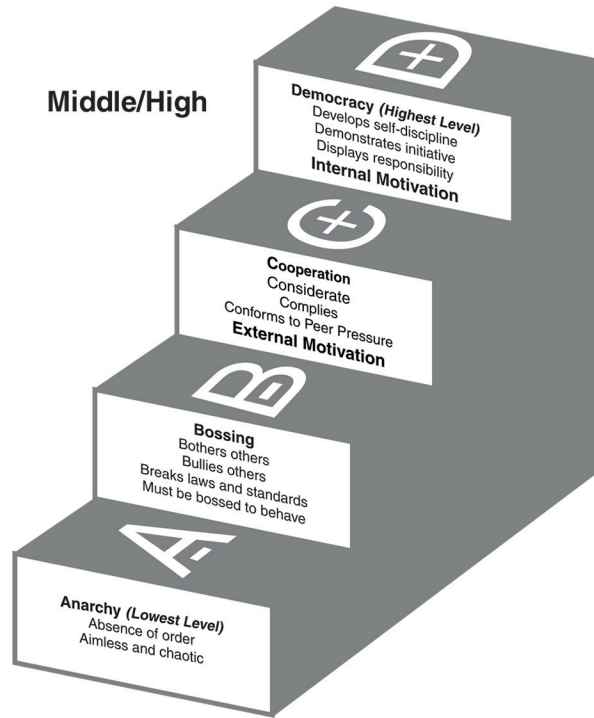 Middle/High
D
+
Democracy (Highest Level)
Develops self-discipline
Demonstrates initiative
Displays responsibility
Internal Motivation
C
+
Cooperation
Considerate
Complies
Conforms to Peer Pressure
External Motivation
B
-
Bossing
Bothers others
Bullies others
Breaks laws and standards
Must be bossed to behave
A
-
Anarchy (Lowest Level)
Absence of order
Aimless and chaotic